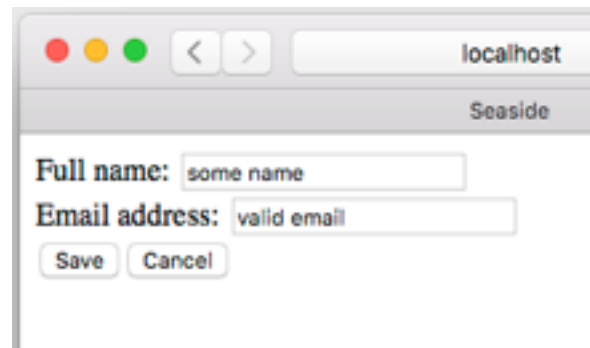 localhost
Seaside
Full name: some name
Email address: valid email
Save Cancel